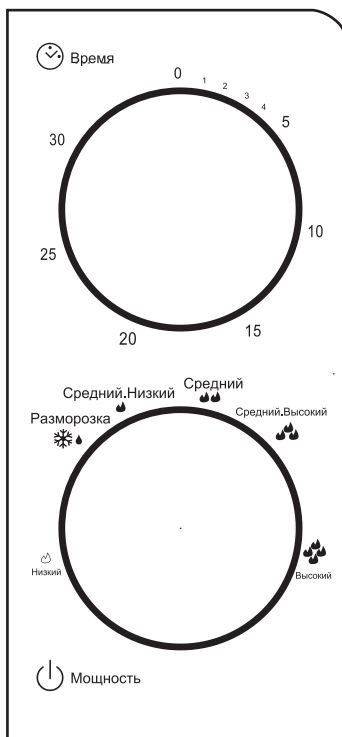 Время
0
1
2
3
4
5
10
15
20
25
30
Средний
Средний.Низкий
Средний.Высокий
Разморозка
Низкий
Высокий
Мощность